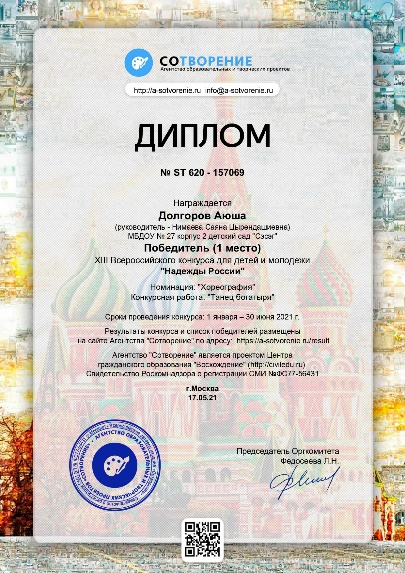 СОТВОРЕНИЕ
Агентство образовательных и творческих проектов
http://a-sotvorenie.ru info@a-sotvorenie.ru
ДИПЛОМ
№ ST 620 - 157069
Награждается
Долгоров Аюша
(руководитель - Нимаева Саяна Цырендашиевна)
МБДОУ № 27 корпус 2 детский сад "Сэсэг"
Победитель (1 место)
XIII Всероссийского конкурса для детей и молодежи
"Надежды России"
Номинация: "Хореография"
Конкурсная работа: "Танец богатыря"
Сроки проведения конкурса: 1 января – 30 июня 2021 г.
Результаты конкурса и список победителей размещены
на сайте Агентства "Сотворение" по адресу: https://a-sotvorenie.ru/result
Агентство "Сотворение" является проектом Центра
гражданского образования "Восхождение" (http://civiledu.ru)
Свидетельство Роскомнадзора о регистрации СМИ №ФС77-56431
г.Москва
17.05.21
Председатель Оргкомитета
Федосеева Л.Н.